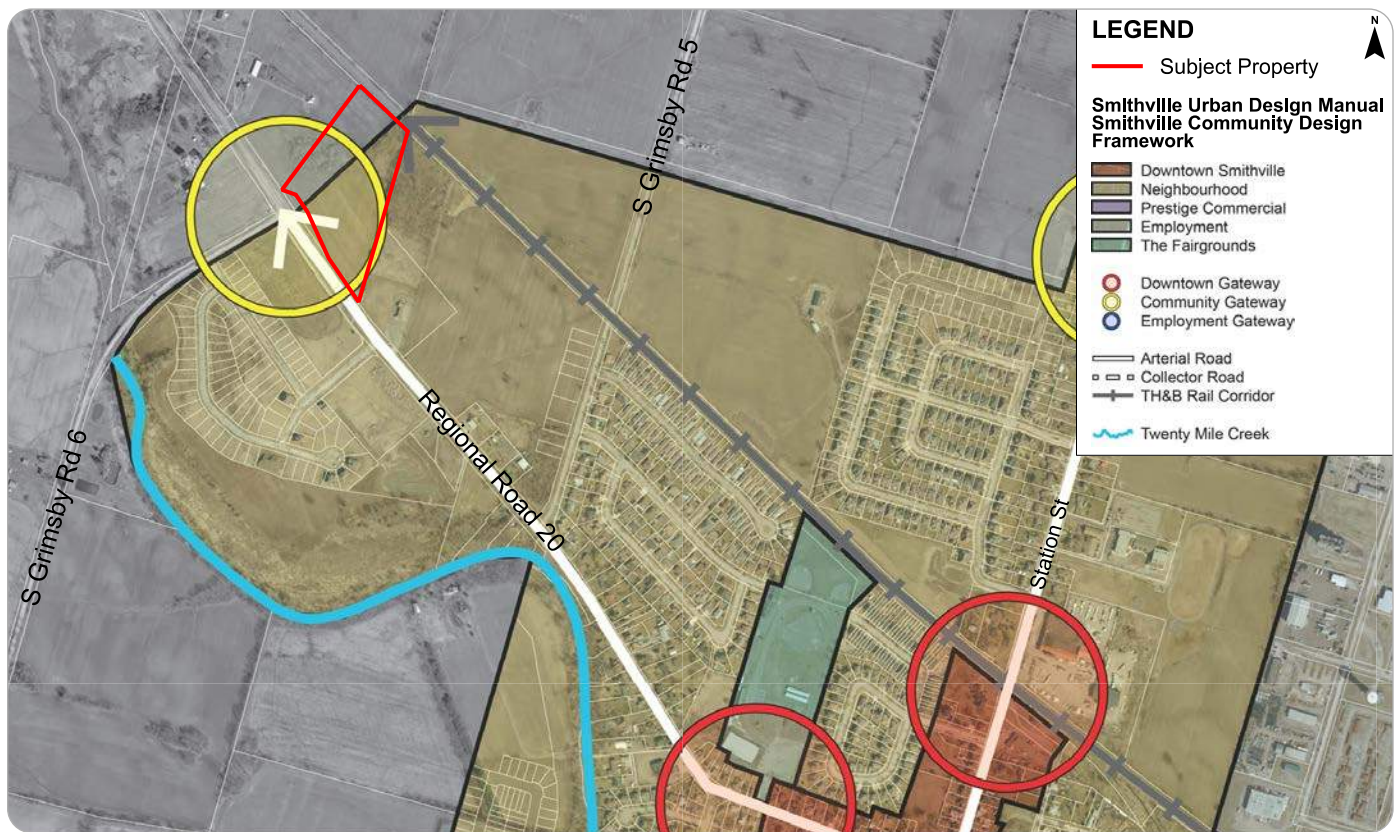 LEGEND
N
Subject Property
Smithville Urban Design Manual
Smithville Community Design
Framework
Downtown Smithville
Neighbourhood
Prestige Commercial
Employment
The Fairgrounds
Downtown Gateway
Community Gateway
Employment Gateway
Arterial Road
Collector Road
TH&B Rail Corridor
Twenty Mile Creek
S Grimsby Rd 5
Regional Road 20
S Grimsby Rd 6
Station St